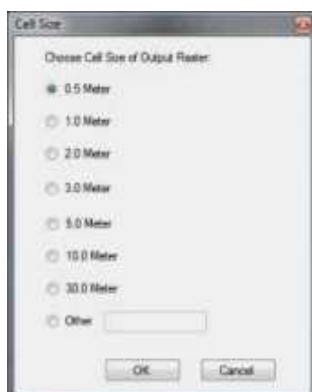 Cell Size
Choose Cell Size of Output Raster:
0.5 Meter
1.0 Meter
2.0 Meter
3.0 Meter
5.0 Meter
10.0 Meter
30.0 Meter
Other
OK
Cancel